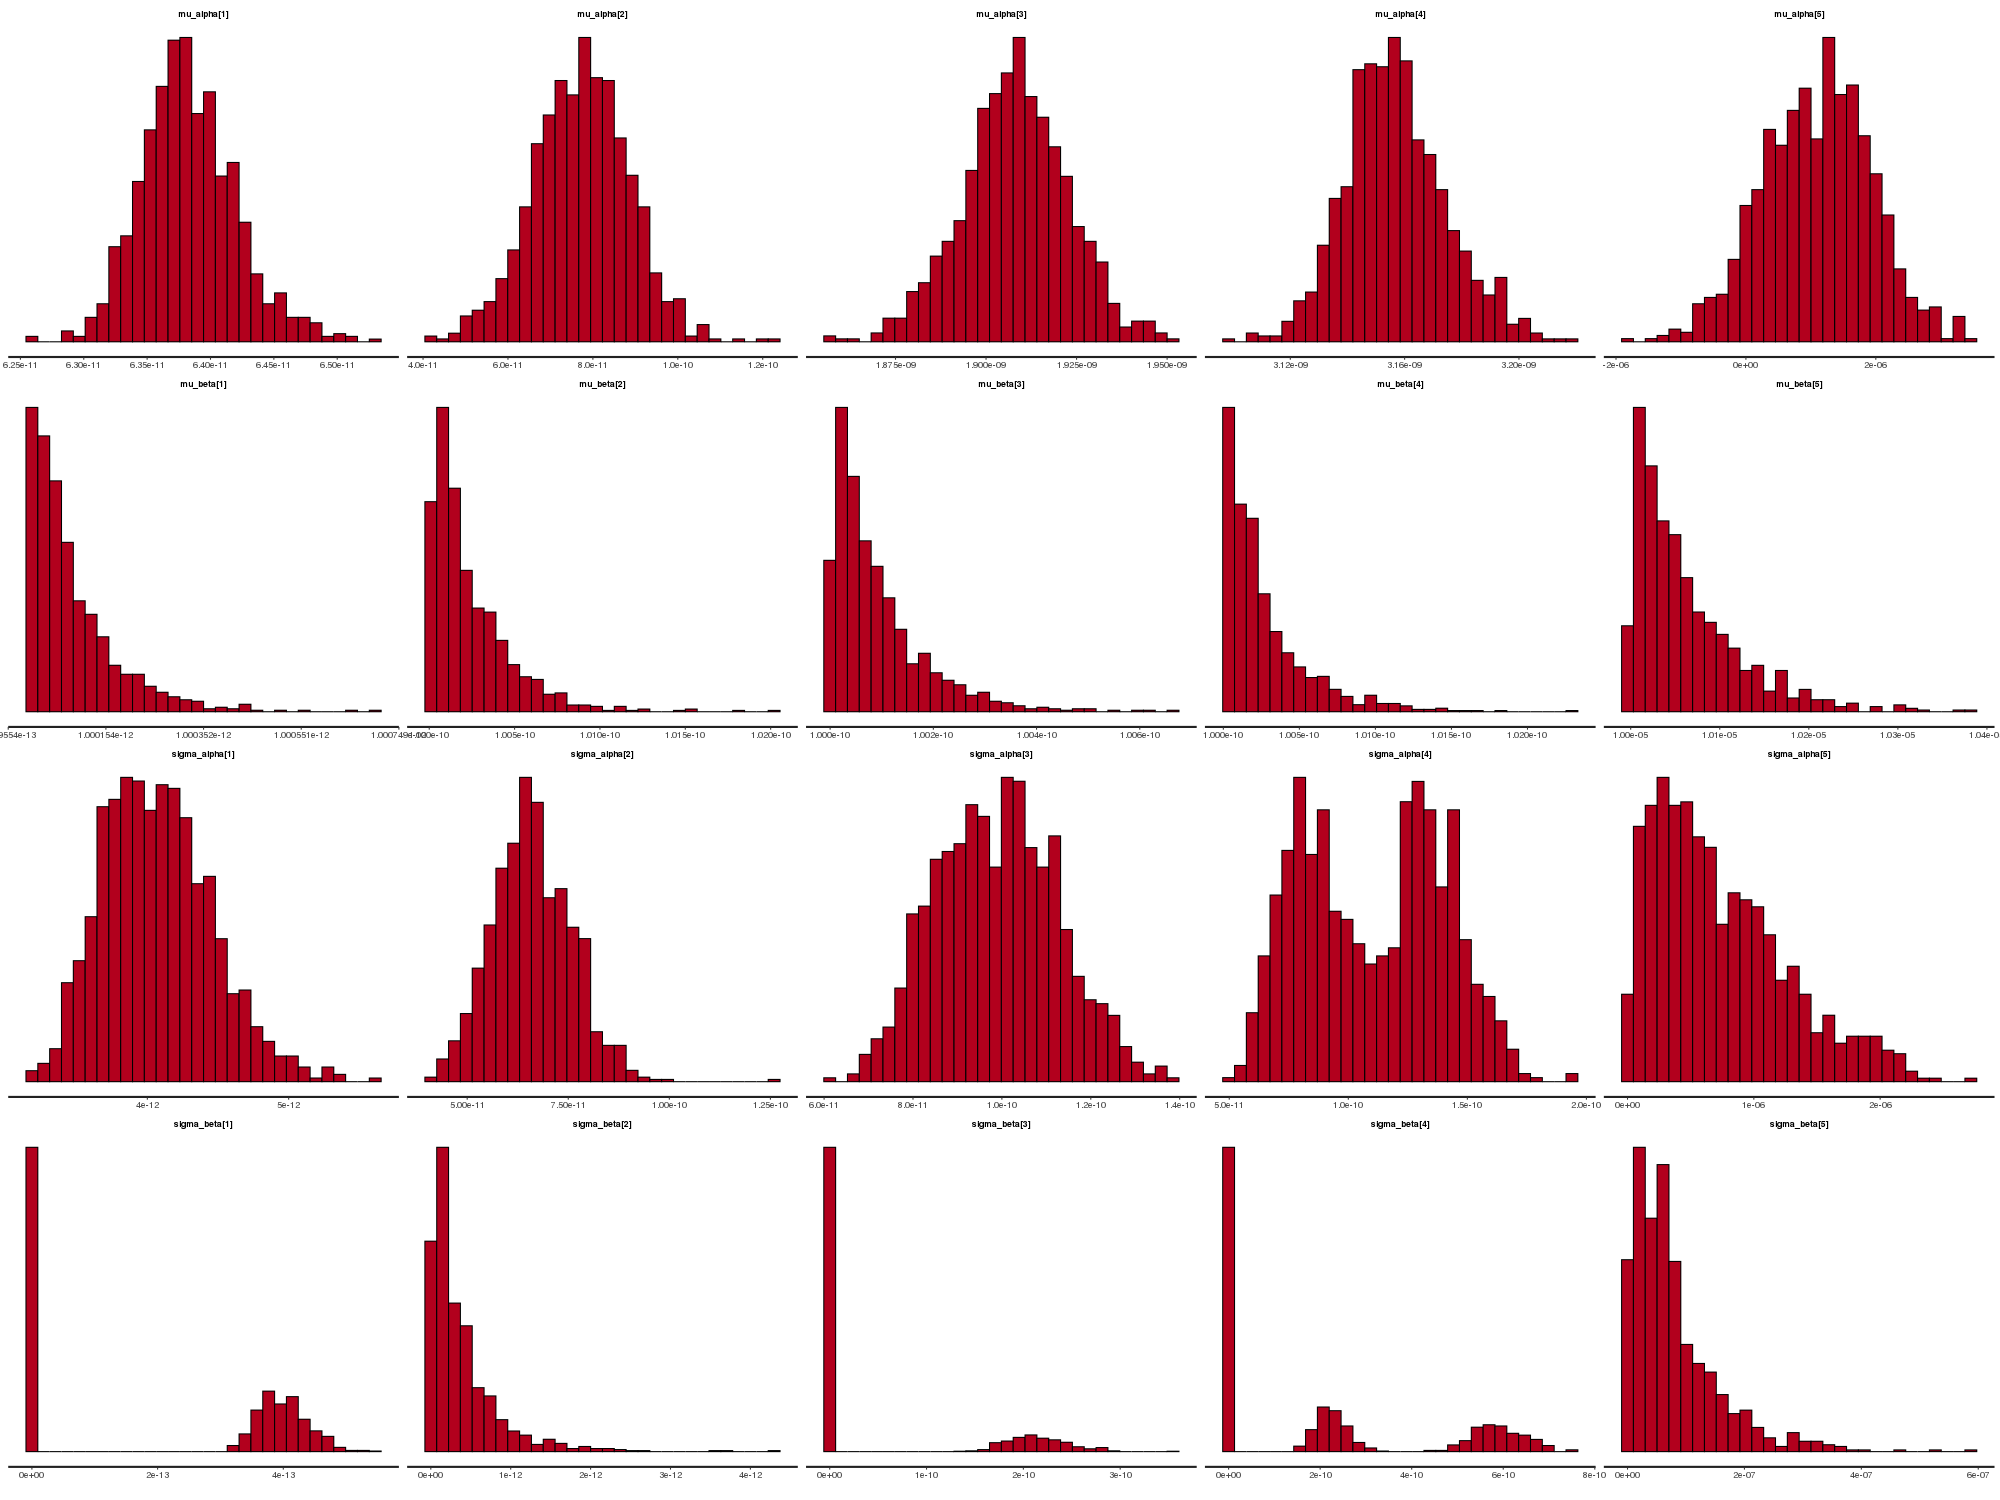 mu_alpha[1] mu_alpha[2] mu_alpha[3] mu_alpha[4] mu_alpha[5]
6.25e-11 6.30e-11 6.35e-11 6.40e-11 6.45e-11 6.50e-11 4.0e-11 6.0e-11 8.0e-11 1.0e-10 1.2e-10 1.875e-09 1.900e-09 1.925e-09 1.950e-09 3.12e-09 3.16e-09 3.20e-09 -2e-06 0e+00 2e-06
mu_beta[1] mu_beta[2] mu_beta[3] mu_beta[4] mu_beta[5]
9554e-13 1.000154e-12 1.000352e-12 1.000551e-12 1.005e-10 1.010e-10 1.015e-10 1.020e-10 1.000e-10 1.002e-10 1.004e-10 1.006e-10 1.000e-10 1.005e-10 1.010e-10 1.015e-10 1.020e-10 1.00e-05 1.01e-05 1.02e-05 1.03e-05 1.04e-0
sigma_alpha[1] sigma_alpha[2] sigma_alpha[3] sigma_alpha[4] sigma_alpha[5]
4e-12 5e-12 5.00e-11 7.50e-11 1.00e-10 1.25e-10 6.0e-11 8.0e-11 1.0e-10 1.2e-10 1.4e-10 5.0e-11 1.0e-10 1.5e-10 2.0e-10 0e+00 1e-06 2e-06
sigma_beta[1] sigma_beta[2] sigma_beta[3] sigma_beta[4] sigma_beta[5]
0e+00 2e-13 4e-13 0e+00 1e-12 2e-12 3e-12 4e-12 0e+00 1e-10 2e-10 3e-10 0e+00 2e-10 4e-10 6e-10 8e-10 0e+00 2e-07 4e-07 6e-07